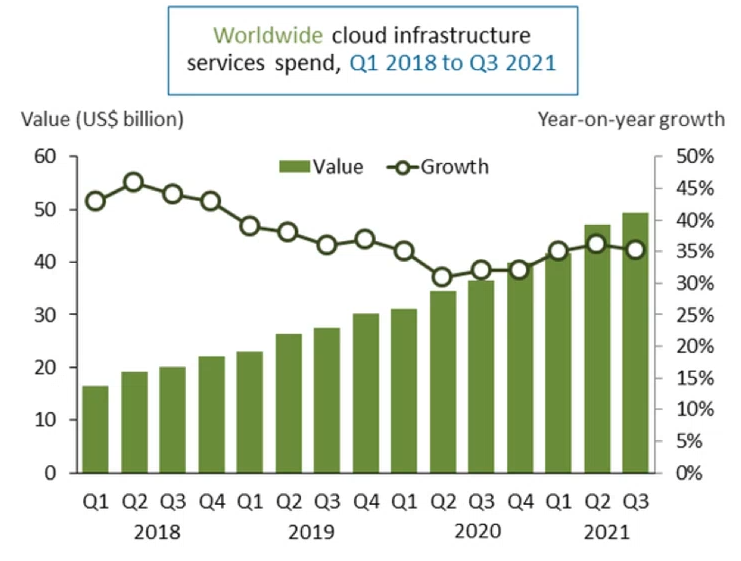 Worldwide cloud infrastructure
services spend, Q1 2018 to Q3 2021
Value (US$ billion)
Year-on-year growth
Value
Growth
60
50
40
30
20
10
0
50%
45%
40%
35%
30%
25%
20%
15%
10%
5%
0%
Q1 Q2 Q3 Q4 Q1 Q2 Q3 Q4 Q1 Q2 Q3 Q4 Q1 Q2 Q3
2018 2019 2020 2021